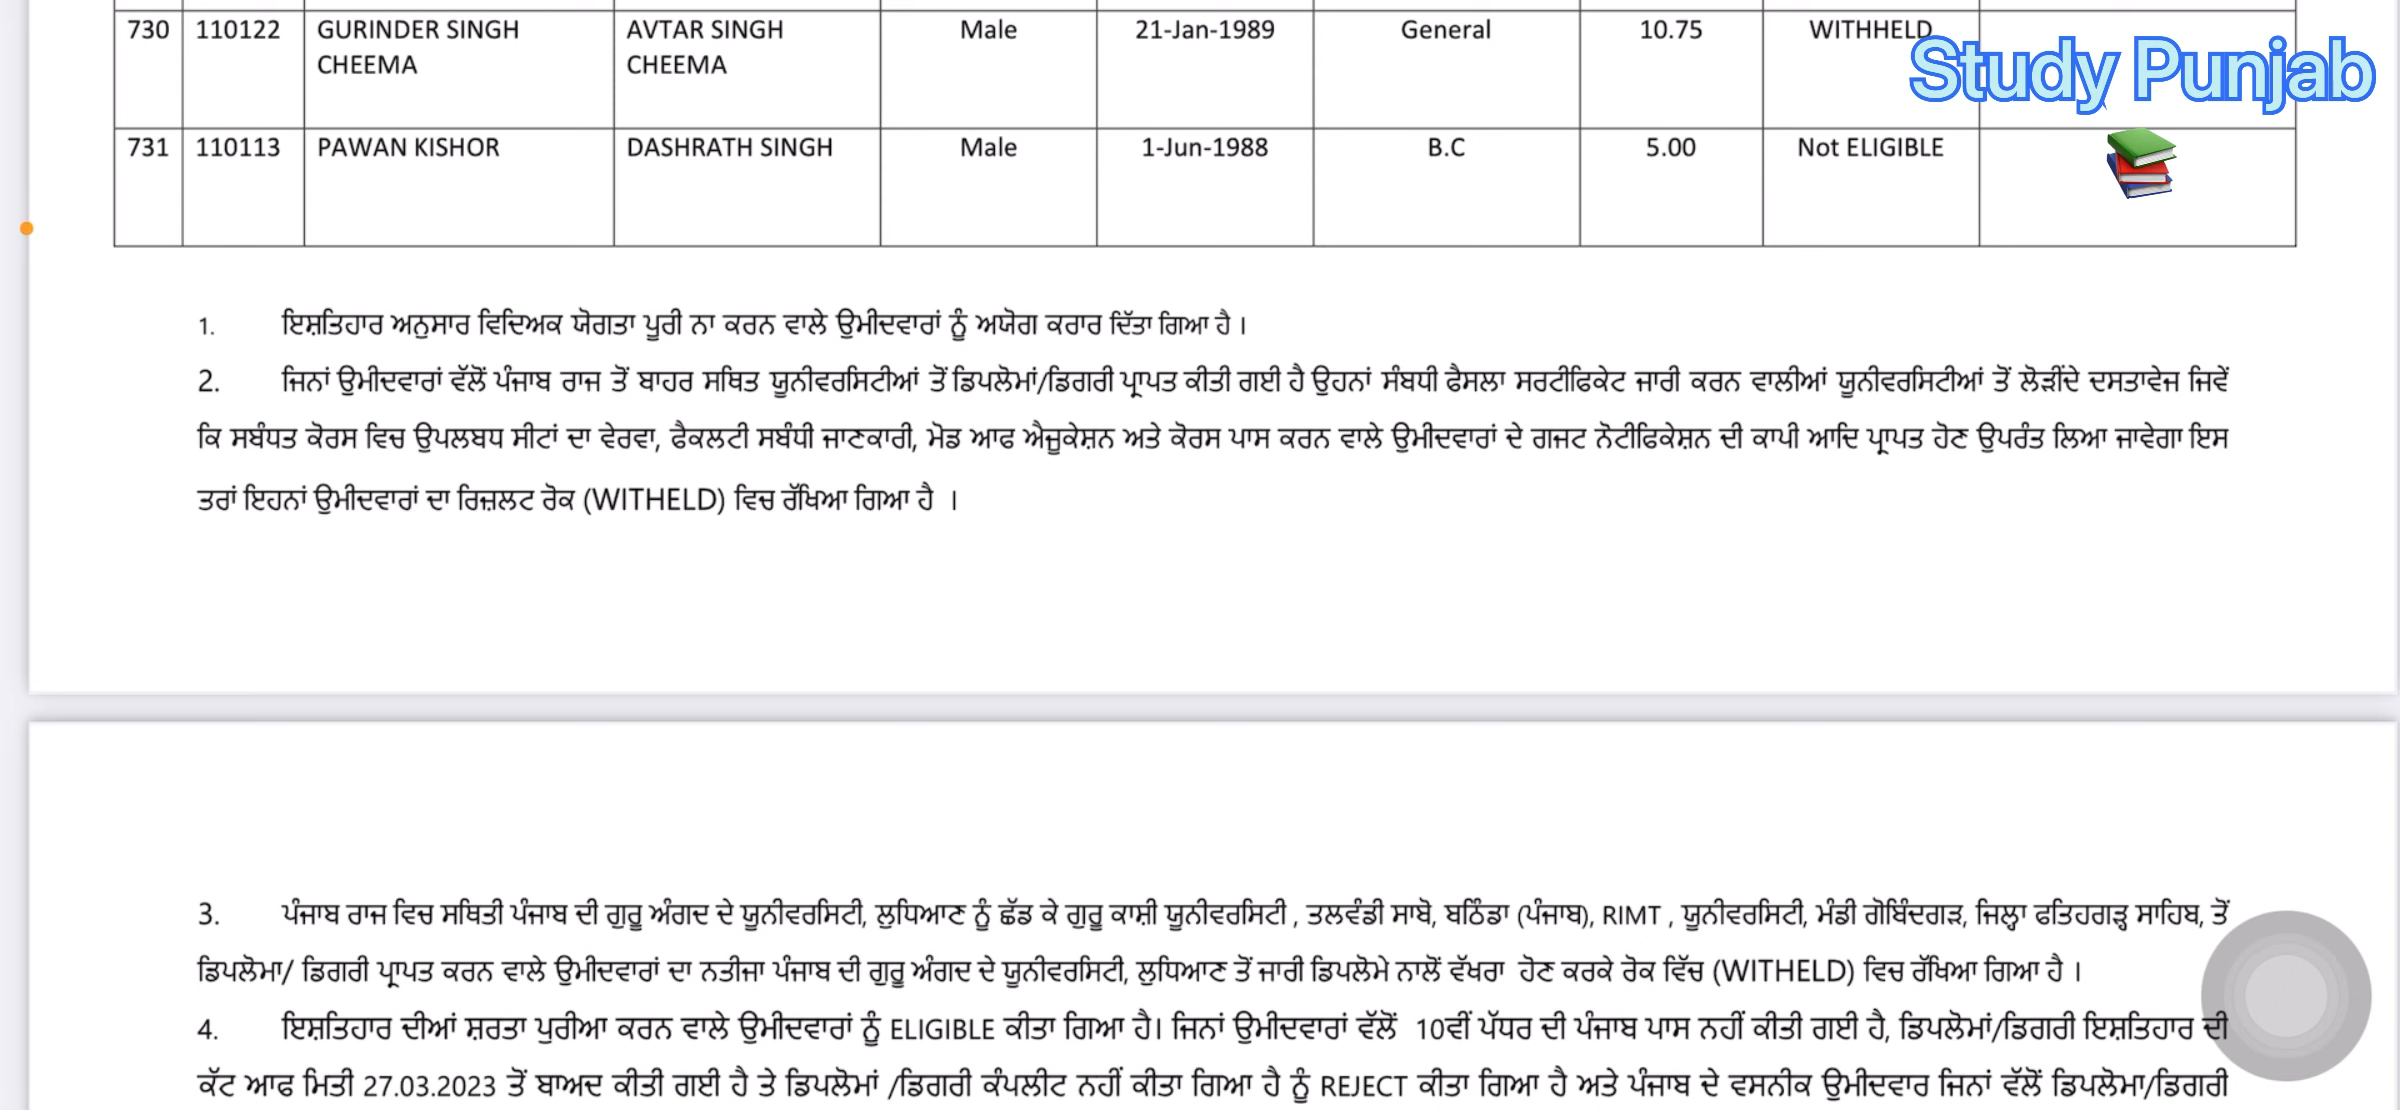 730 110122 GURINDER SINGH AVTAR SINGH Male 21-Jan-1989 General 10.75 WITHHELD
CHEEMA CHEEMA
Study Punjab
731 110113 PAWAN KISHOR DASHRATH SINGH Male 1-Jun-1988 B.C 5.00 Not ELIGIBLE
1. ਇਸ਼ਤਿਹਾਰ ਅਨੁਸਾਰ ਵਿਦਿਅਕ ਯੋਗਤਾ ਪੂਰੀ ਨਾ ਕਰਨ ਵਾਲੇ ਉਮੀਦਵਾਰਾਂ ਨੂੰ ਅਯੋਗ ਕਰਾਰ ਦਿੱਤਾ ਗਿਆ ਹੈ ।
2. ਜਿਨਾਂ ਉਮੀਦਵਾਰਾਂ ਵੱਲੋਂ ਪੰਜਾਬ ਰਾਜ ਤੋਂ ਬਾਹਰ ਸਥਿਤ ਯੂਨੀਵਰਸਿਟੀਆਂ ਤੋਂ ਡਿਪਲੋਮਾਂ/ਡਿਗਰੀ ਪ੍ਰਾਪਤ ਕੀਤੀ ਗਈ ਹੈ ਉਹਨਾਂ ਸੰਬਧੀ ਫੈਸਲਾ ਸਰਟੀਫਿਕੇਟ ਜਾਰੀ ਕਰਨ ਵਾਲੀਆਂ ਯੂਨੀਵਰਸਿਟੀਆਂ ਤੋਂ ਲੋੜੀਂਦੇ ਦਸਤਾਵੇਜ ਜਿਵੇਂ
ਕਿ ਸਬੰਧਤ ਕੋਰਸ ਵਿਚ ਉਪਲਬਧ ਸੀਟਾਂ ਦਾ ਵੇਰਵਾ, ਫੈਕਲਟੀ ਸਬੰਧੀ ਜਾਣਕਾਰੀ, ਮੋਡ ਆਫ ਐਜੂਕੇਸ਼ਨ ਅਤੇ ਕੋਰਸ ਪਾਸ ਕਰਨ ਵਾਲੇ ਉਮੀਦਵਾਰਾਂ ਦੇ ਗਜਟ ਨੋਟੀਫਿਕੇਸ਼ਨ ਦੀ ਕਾਪੀ ਆਦਿ ਪ੍ਰਾਪਤ ਹੋਣ ਉਪਰੰਤ ਲਿਆ ਜਾਵੇਗਾ ਇਸ
ਤਰਾਂ ਇਹਨਾਂ ਉਮੀਦਵਾਰਾਂ ਦਾ ਰਿਜ਼ਲਟ ਰੋਕ (WITHELD) ਵਿਚ ਰੱਖਿਆ ਗਿਆ ਹੈ ।
3. ਪੰਜਾਬ ਰਾਜ ਵਿਚ ਸਥਿਤੀ ਪੰਜਾਬ ਦੀ ਗੁਰੂ ਅੰਗਦ ਦੇ ਯੂਨੀਵਰਸਿਟੀ, ਲੁਧਿਆਣ ਨੂੰ ਛੱਡ ਕੇ ਗੁਰੂ ਕਾਸ਼ੀ ਯੂਨੀਵਰਸਿਟੀ , ਤਲਵੰਡੀ ਸਾਬੋ, ਬਠਿੰਡਾ (ਪੰਜਾਬ), RIMT , ਯੂਨੀਵਰਸਿਟੀ, ਮੰਡੀ ਗੋਬਿੰਦਗੜ, ਜਿਲ੍ਹਾ ਫਤਿਹਗੜ੍ਹ ਸਾਹਿਬ, ਤੋਂ
ਡਿਪਲੋਮਾ/ ਡਿਗਰੀ ਪ੍ਰਾਪਤ ਕਰਨ ਵਾਲੇ ਉਮੀਦਵਾਰਾਂ ਦਾ ਨਤੀਜਾ ਪੰਜਾਬ ਦੀ ਗੁਰੂ ਅੰਗਦ ਦੇ ਯੂਨੀਵਰਸਿਟੀ, ਲੁਧਿਆਣ ਤੋਂ ਜਾਰੀ ਡਿਪਲੋਮੇ ਨਾਲੋਂ ਵੱਖਰਾ ਹੋਣ ਕਰਕੇ ਰੋਕ ਵਿੱਚ (WITHELD) ਵਿਚ ਰੱਖਿਆ ਗਿਆ ਹੈ ।
4. ਇਸ਼ਤਿਹਾਰ ਦੀਆਂ ਸ਼ਰਤਾ ਪੁਰੀਆ ਕਰਨ ਵਾਲੇ ਉਮੀਦਵਾਰਾਂ ਨੂੰ ELIGIBLE ਕੀਤਾ ਗਿਆ ਹੈ। ਜਿਨਾਂ ਉਮੀਦਵਾਰਾਂ ਵੱਲੋਂ 10ਵੀਂ ਪੱਧਰ ਦੀ ਪੰਜਾਬ ਪਾਸ ਨਹੀਂ ਕੀਤੀ ਗਈ ਹੈ, ਡਿਪਲੋਮਾਂ/ਡਿਗਰੀ ਇਸ਼ਤਿਹਾਰ ਦੀ
ਕੱਟ ਆਫ ਮਿਤੀ 27.03.2023 ਤੋਂ ਬਾਅਦ ਕੀਤੀ ਗਈ ਹੈ ਤੇ ਡਿਪਲੋਮਾਂ /ਡਿਗਰੀ ਕੰਪਲੀਟ ਨਹੀਂ ਕੀਤਾ ਗਿਆ ਹੈ ਨੂੰ REJECT ਕੀਤਾ ਗਿਆ ਹੈ ਅਤੇ ਪੰਜਾਬ ਦੇ ਵਸਨੀਕ ਉਮੀਦਵਾਰ ਜਿਨਾਂ ਵੱਲੋਂ ਡਿਪਲੋਮਾ/ਡਿਗਰੀ